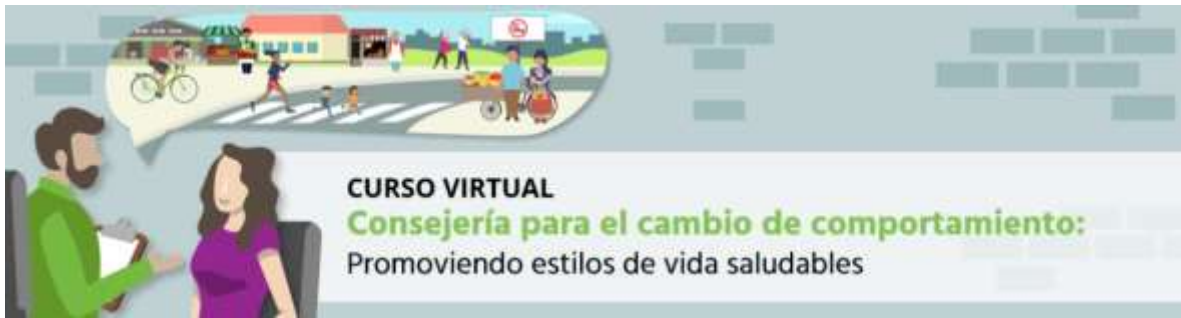 CURSO VIRTUAL
Consejería para el cambio de comportamiento:
Promoviendo estilos de vida saludables